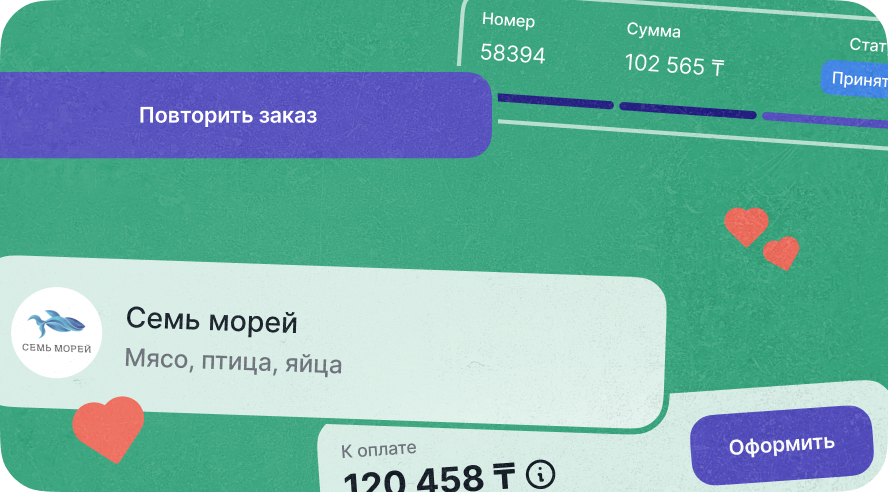 Номер
58394
Сумма
102 565 ₸
Стат
Принят
Повторить заказ
СЕМЬ МОРЕЙ
Семь морей
Мясо, птица, яйца
К оплате
120 458 ₸
Оформить